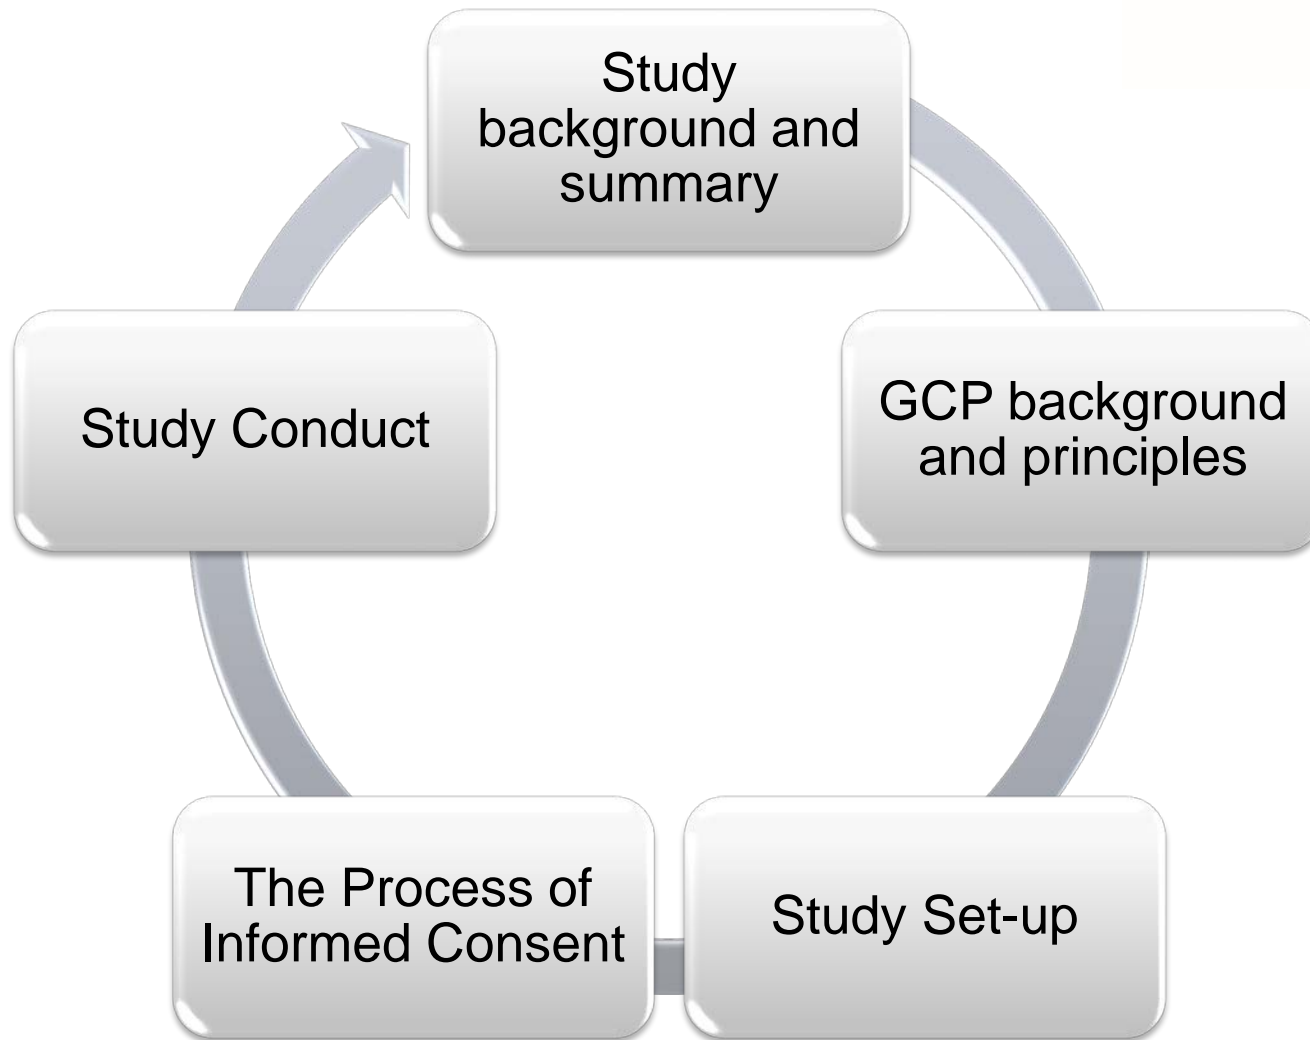 Study
background and
summary
GCP background
and principles
Study Set-up
The Process of
Informed Consent
Study Conduct